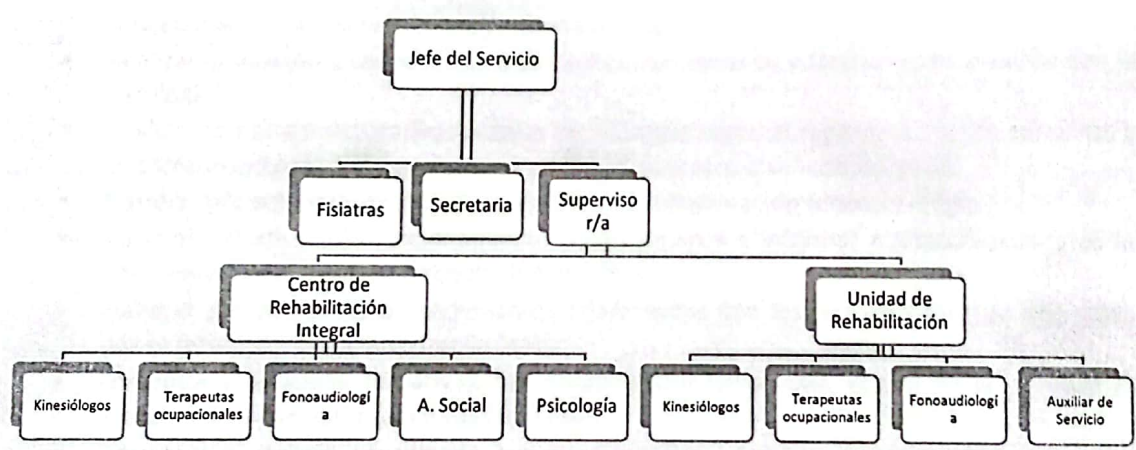 Jefe del Servicio
Fisiatras
Secretaria
Superviso
r/a
Centro de
Rehabilitación
Integral
Unidad de
Rehabilitación
Kinesiólogos
Terapeutas
ocupacionales
Fonoaudiologí
a
A. Social
Psicología
Kinesiólogos
Terapeutas
ocupacionales
Fonoaudiologí
a
Auxiliar de
Servicio